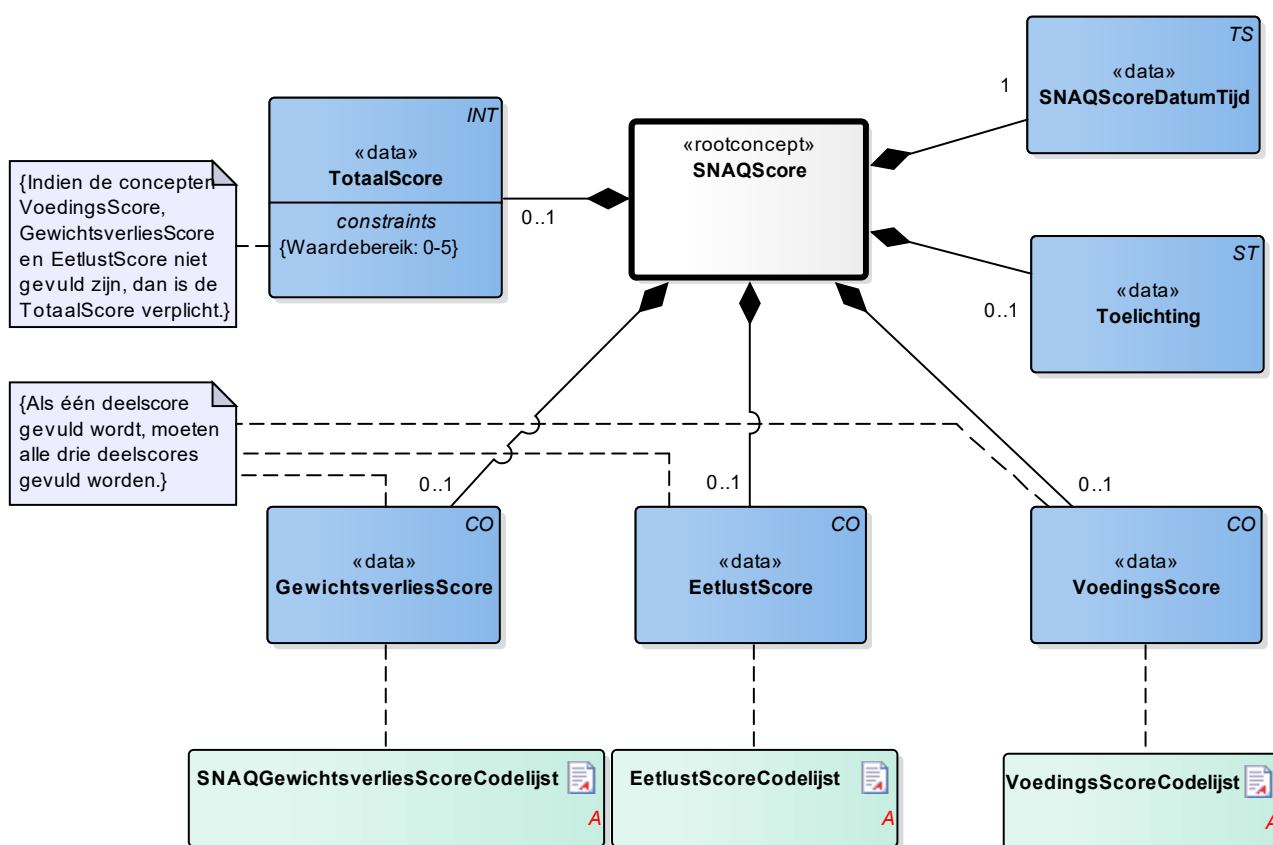 TS
«data»
SNAQScoreDatumTijd
1
INT
«data»
TotaalScore
constraints
{Waardebereik: 0-5}
0..1
«rootconcept»
SNAQScore
{Indien de concepten
VoedingsScore,
GewichtsverliesScore
en EetlustScore niet
gevuld zijn, dan is de
TotaalScore verplicht.}
ST
«data»
Toelichting
0..1
{Als één deelscore
gevuld wordt, moeten
alle drie deelscores
gevuld worden.}
0..1
0..1
0..1
CO
«data»
GewichtsverliesScore
CO
«data»
EetlustScore
CO
«data»
VoedingsScore
SNAQGewichtsverliesScoreCodelijst
A
EetlustScoreCodelijst
A
VoedingsScoreCodelijst
A